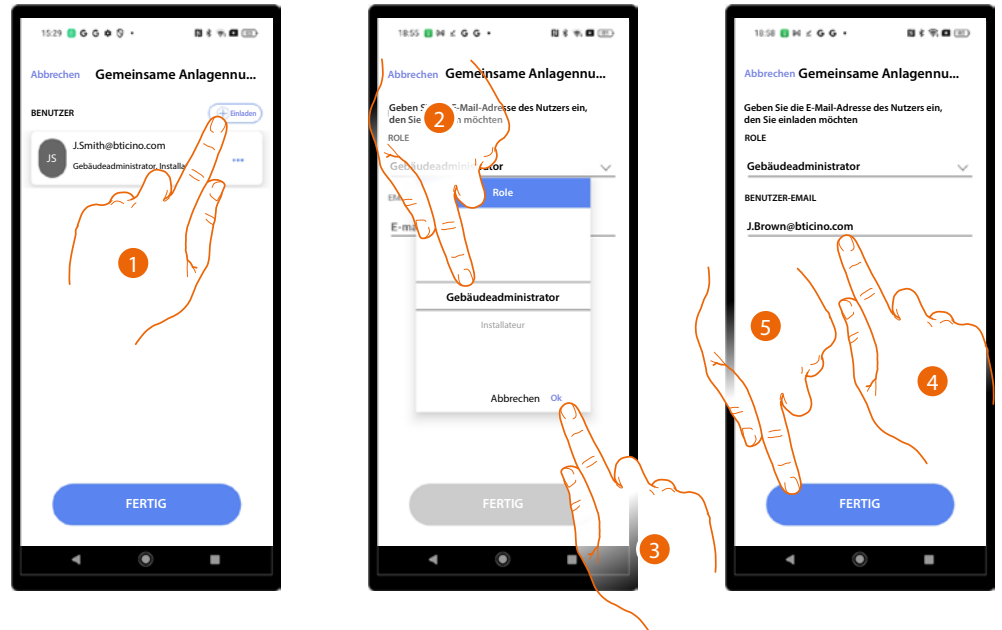 15:29
Abbrechen Gemeinsame Anlagennu...
BENUTZER
Einladen
JS
J.Smith@bticino.com
Gebäudeadministrator, Installa
1
FERTIG
18:55
Abbrechen Gemeinsame Anlagennu...
Geben E-Mail-Adresse des Nutzers ein,
den Sie möchten
ROLE
Gebäudeadministrator
Role
E-ma
Gebäudeadministrator
Installateur
Abbrechen Ok
FERTIG
2
3
18:58
Abbrechen Gemeinsame Anlagennu...
Geben Sie die E-Mail-Adresse des Nutzers ein,
den Sie einladen möchten
ROLE
Gebäudeadministrator
BENUTZER-EMAIL
J.Brown@bticino.com
5
4
FERTIG